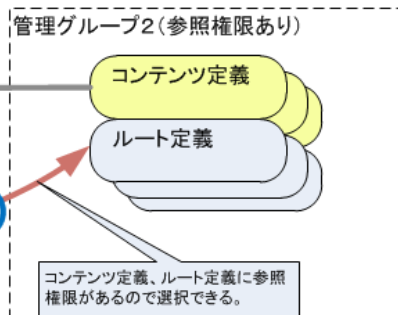 管理グループ2(参照権限あり)
コンテンツ定義
ルート定義
コンテンツ定義、ルート定義に参照
権限があるので選択できる。